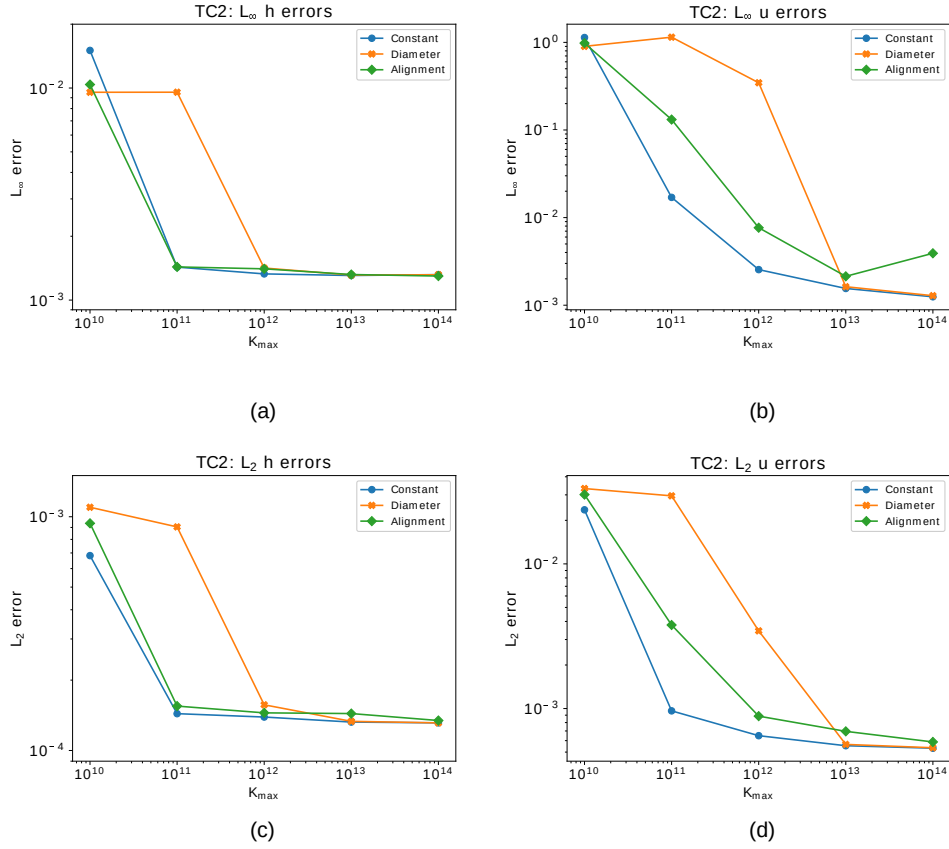 TC2: L∞ h errors
10⁻²
10⁻³
L∞ error
Constant
Diameter
Alignment
10¹⁰ 10¹¹ 10¹² 10¹³ 10¹⁴
Kmax
(a)
TC2: L∞ u errors
10⁰
10⁻¹
10⁻²
10⁻³
L∞ error
Constant
Diameter
Alignment
10¹⁰ 10¹¹ 10¹² 10¹³ 10¹⁴
Kmax
(b)
TC2: L₂ h errors
10⁻³
10⁻⁴
L₂ error
Constant
Diameter
Alignment
10¹⁰ 10¹¹ 10¹² 10¹³ 10¹⁴
Kmax
(c)
TC2: L₂ u errors
10⁻²
10⁻³
L₂ error
Constant
Diameter
Alignment
10¹⁰ 10¹¹ 10¹² 10¹³ 10¹⁴
Kmax
(d)